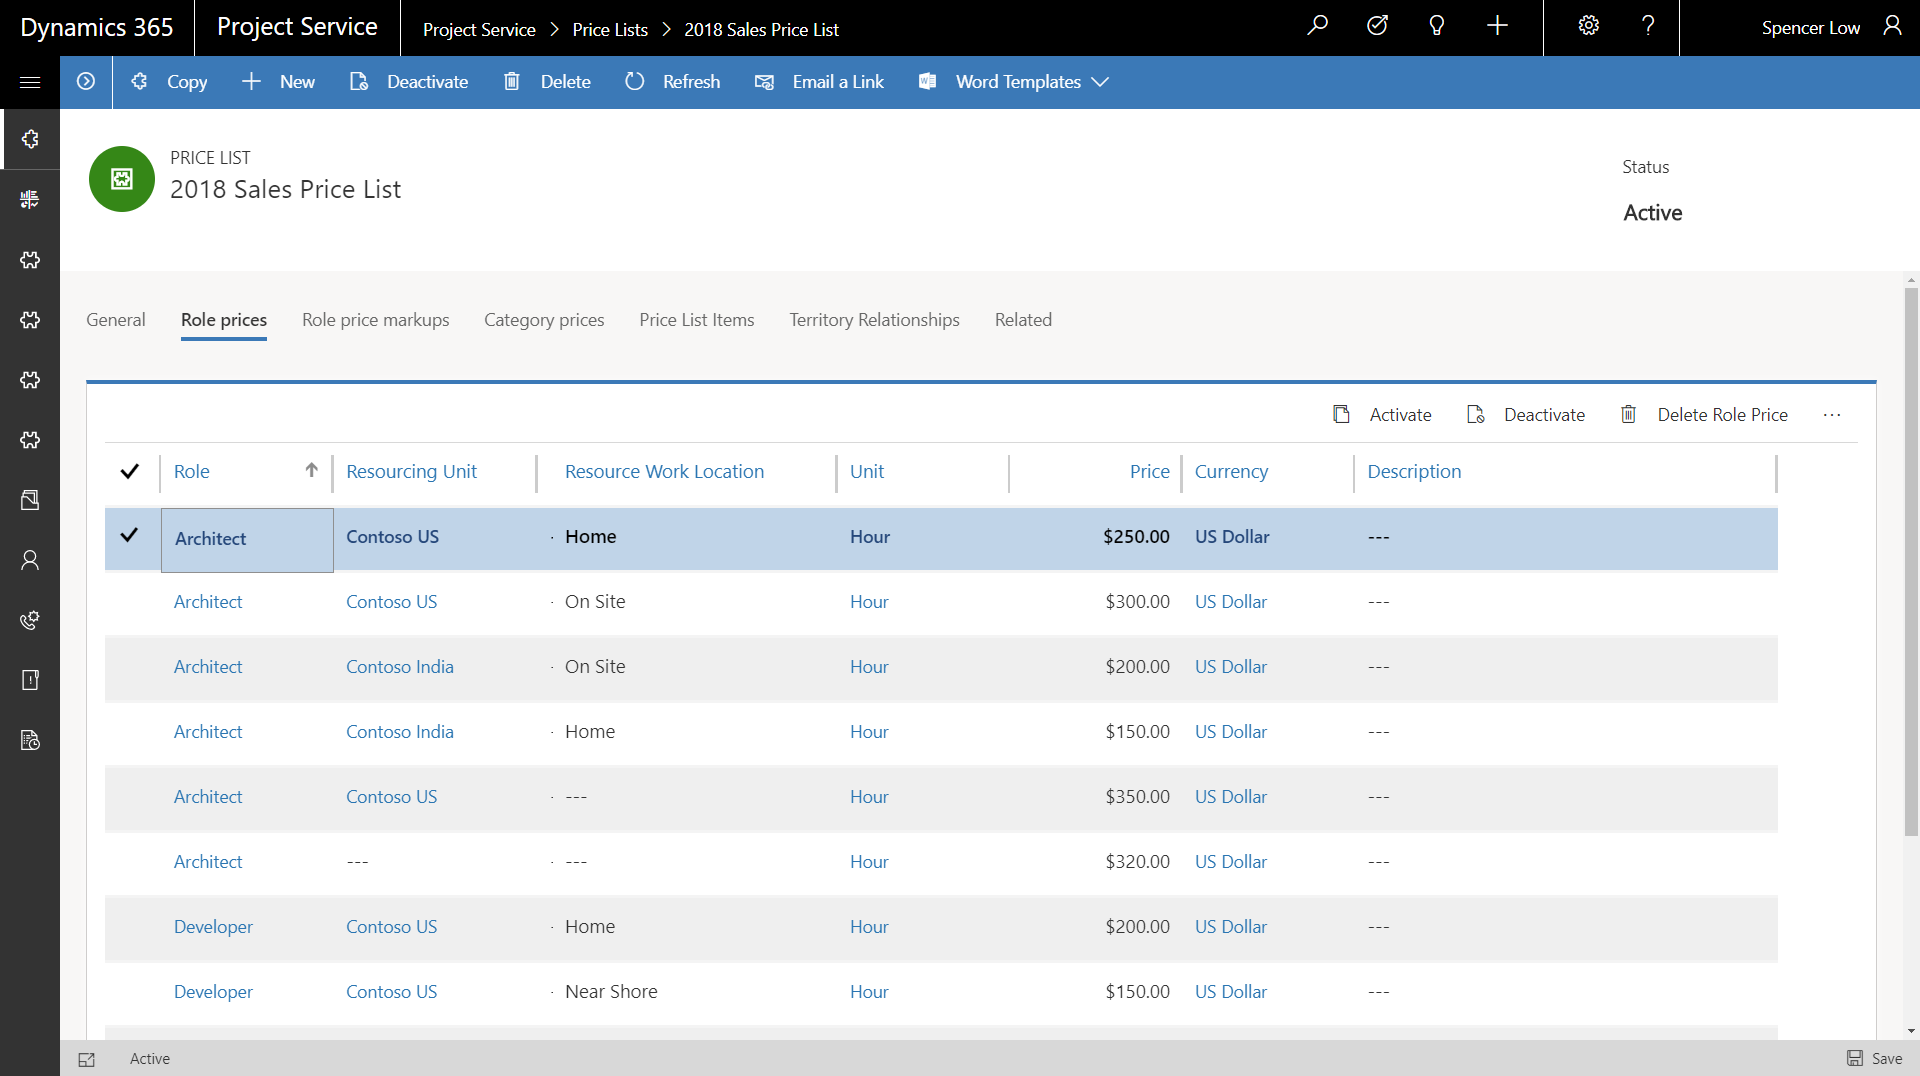 Dynamics 365 Project Service Project Service > Price Lists > 2018 Sales Price List Spencer Low
Copy New Deactivate Delete Refresh Email a Link Word Templates
PRICE LIST
2018 Sales Price List
Status
Active
General Role prices Role price markups Category prices Price List Items Territory Relationships Related
Activate Deactivate Delete Role Price ...
Role Resourcing Unit Resource Work Location Unit Price Currency Description
Architect Contoso US · Home Hour $250.00 US Dollar ---
Architect Contoso US · On Site Hour $300.00 US Dollar ---
Architect Contoso India · On Site Hour $200.00 US Dollar ---
Architect Contoso India · Home Hour $150.00 US Dollar ---
Architect Contoso US · --- Hour $350.00 US Dollar ---
Architect --- · --- Hour $320.00 US Dollar ---
Developer Contoso US · Home Hour $200.00 US Dollar ---
Developer Contoso US · Near Shore Hour $150.00 US Dollar ---
Active Save